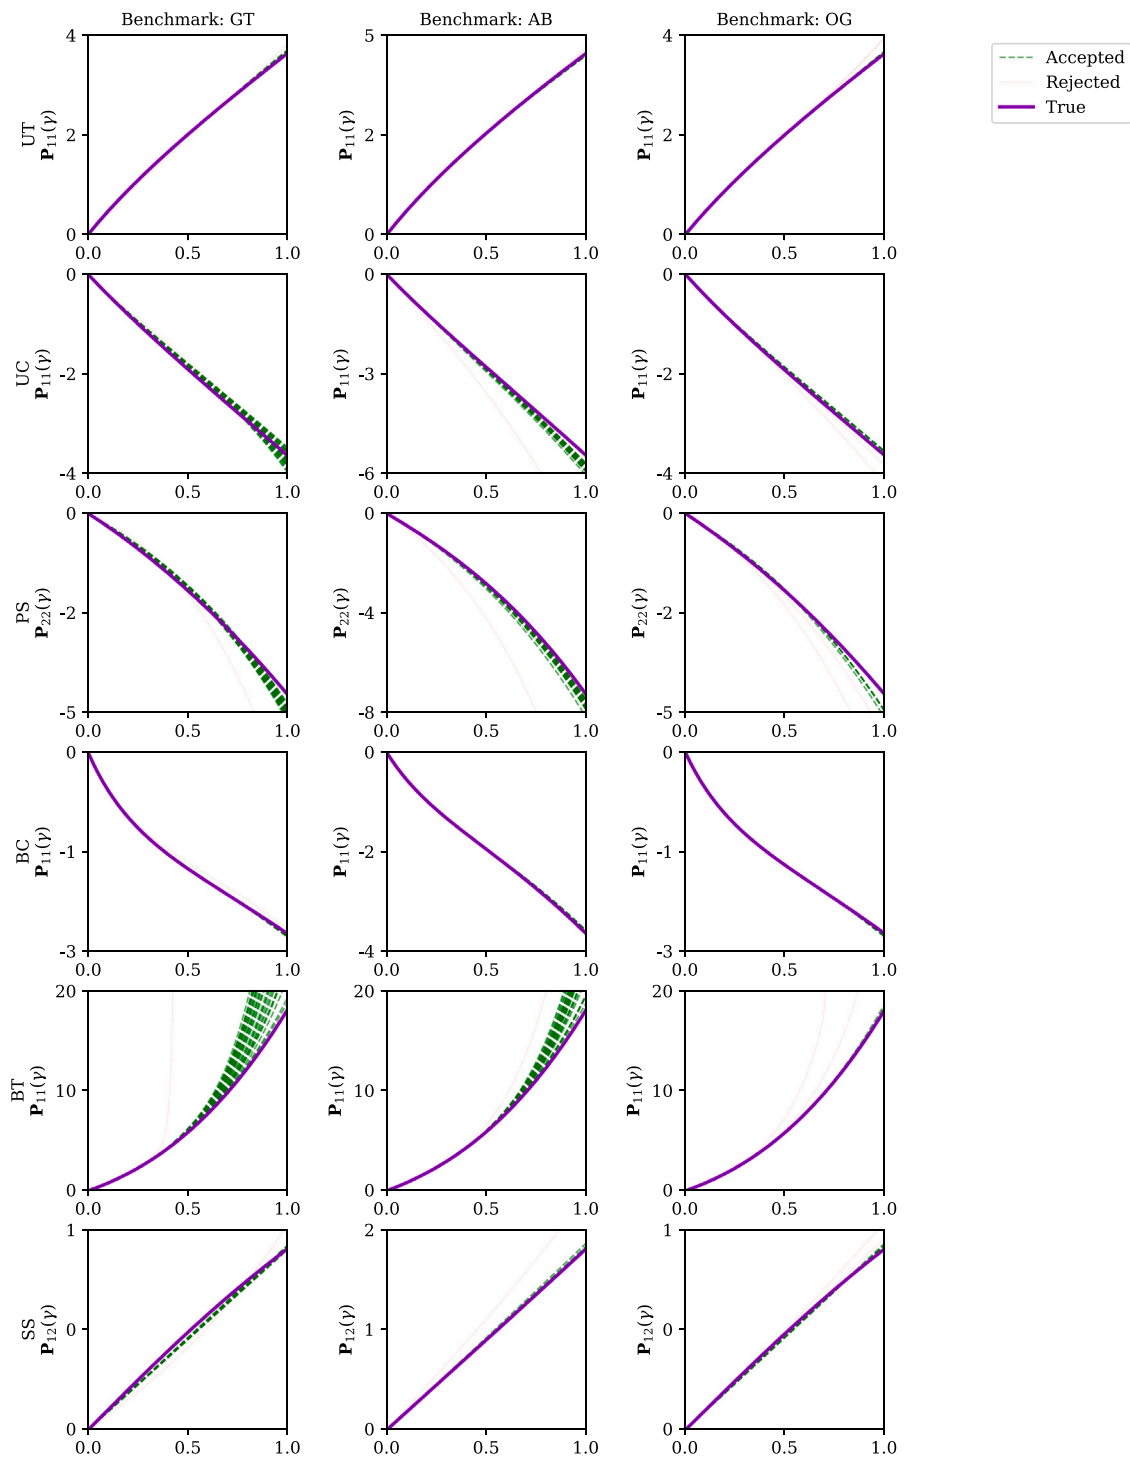 Benchmark: GT Benchmark: AB Benchmark: OG
Accepted
Rejected
True
UT
P11(γ) P11(γ) P11(γ)
4 2 0 5 2 0 4 2 0
0.0 0.5 1.0 0.0 0.5 1.0 0.0 0.5 1.0
UC
P11(γ) P11(γ) P11(γ)
0 -2 -4 0 -3 -6 0 -2 -4
0.0 0.5 1.0 0.0 0.5 1.0 0.0 0.5 1.0
PS
P22(γ) P22(γ) P22(γ)
0 -2 -5 0 -4 -8 0 -2 -5
0.0 0.5 1.0 0.0 0.5 1.0 0.0 0.5 1.0
BC
P11(γ) P11(γ) P11(γ)
0 -1 -3 0 -2 -4 0 -1 -3
0.0 0.5 1.0 0.0 0.5 1.0 0.0 0.5 1.0
BT
P11(γ) P11(γ) P11(γ)
20 10 0 20 10 0 20 10 0
0.0 0.5 1.0 0.0 0.5 1.0 0.0 0.5 1.0
SS
P12(γ) P12(γ) P12(γ)
1 0 0 2 1 0 1 0 0
0.0 0.5 1.0 0.0 0.5 1.0 0.0 0.5 1.0